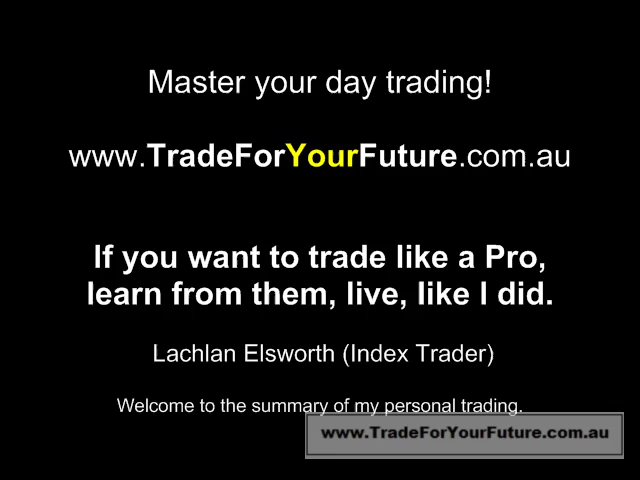 Master your day trading!
www.TradeForYourFuture.com.au
If you want to trade like a Pro,
learn from them, live, like I did.
Lachlan Elsworth (Index Trader)
Welcome to the summary of my personal trading.
www.TradeForYourFuture.com.au